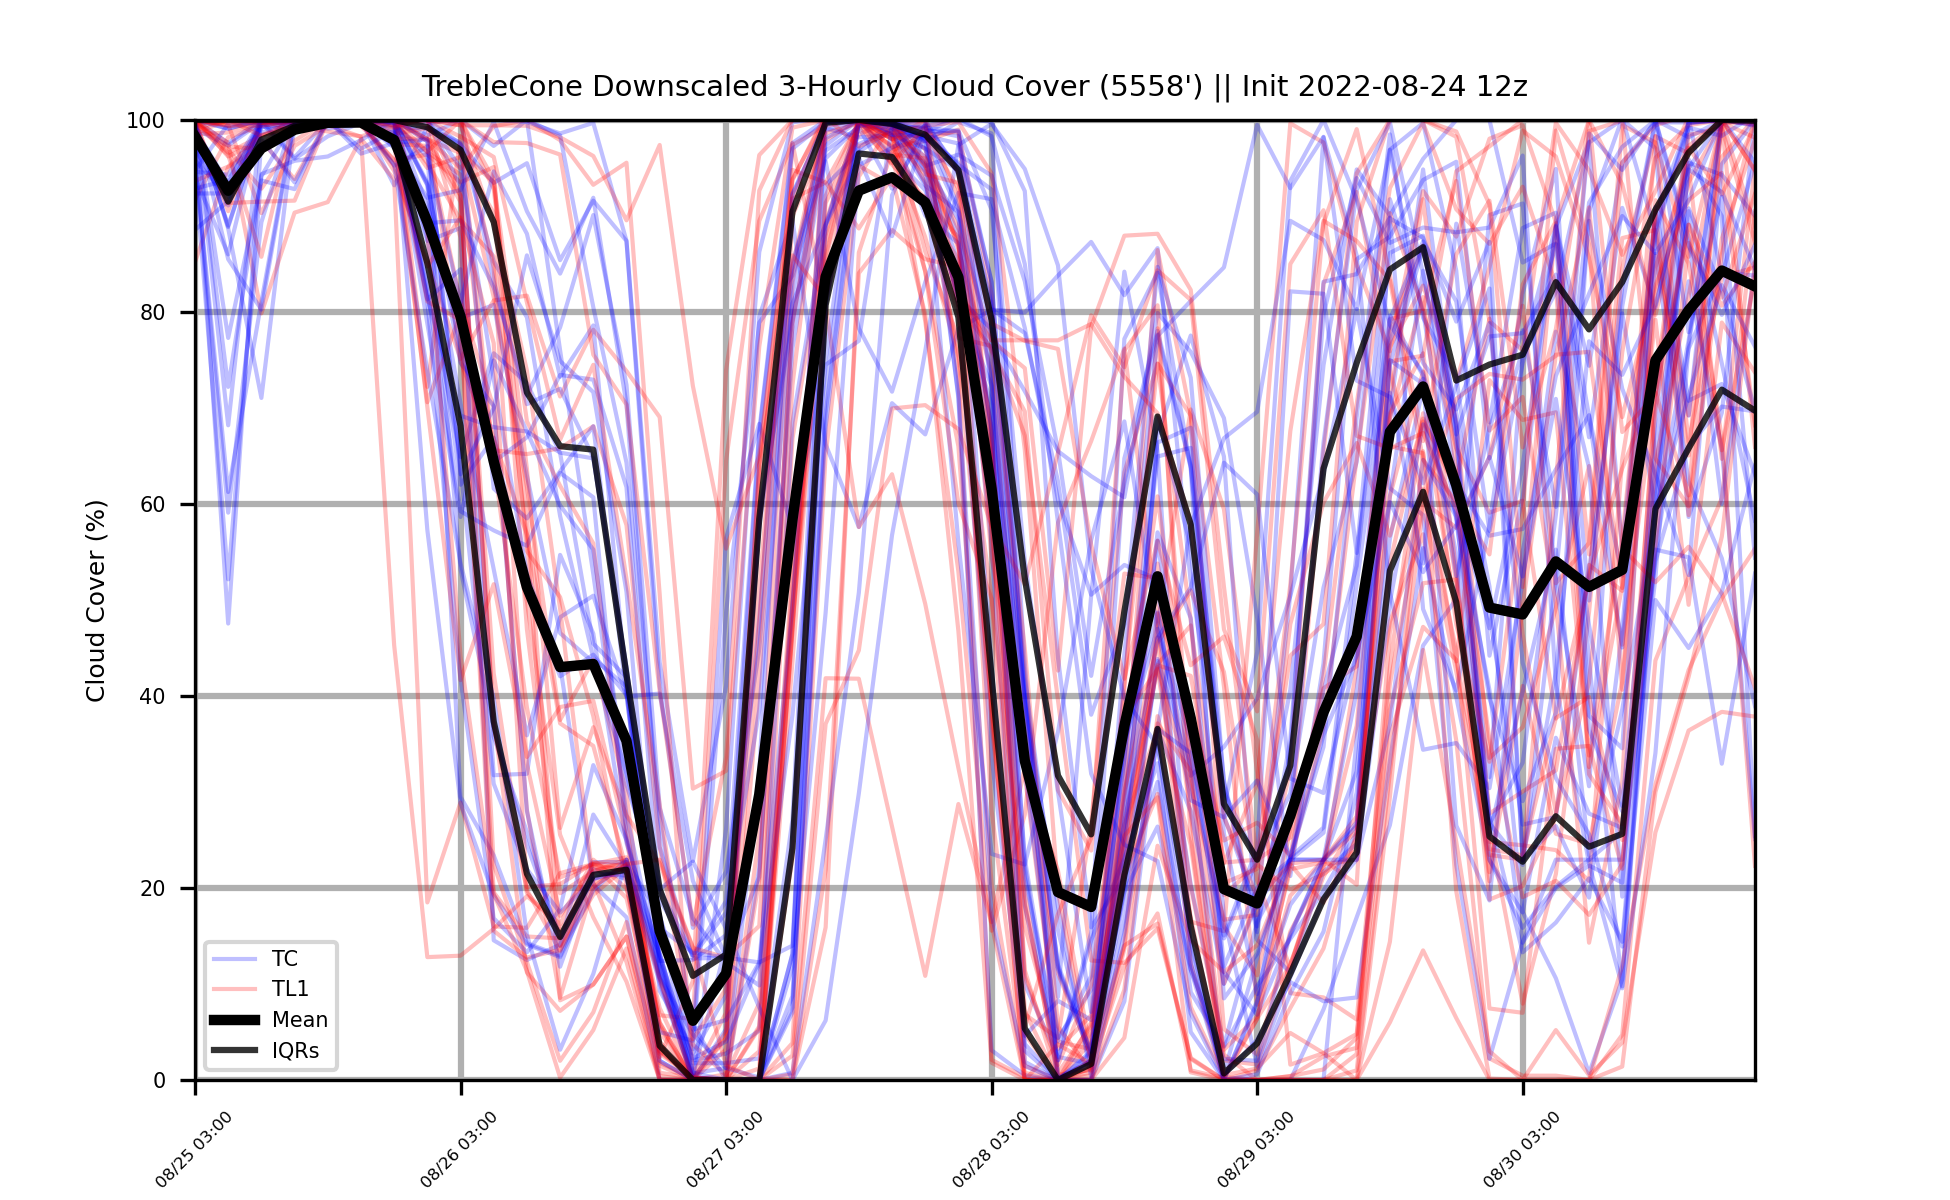 TrebleCone Downscaled 3-Hourly Cloud Cover (5558') || Init 2022-08-24 12z
Cloud Cover (%)
100
80
60
40
20
0
TC
TL1
Mean
IQRs
08/25 03:00
08/26 03:00
08/27 03:00
08/28 03:00
08/29 03:00
08/30 03:00